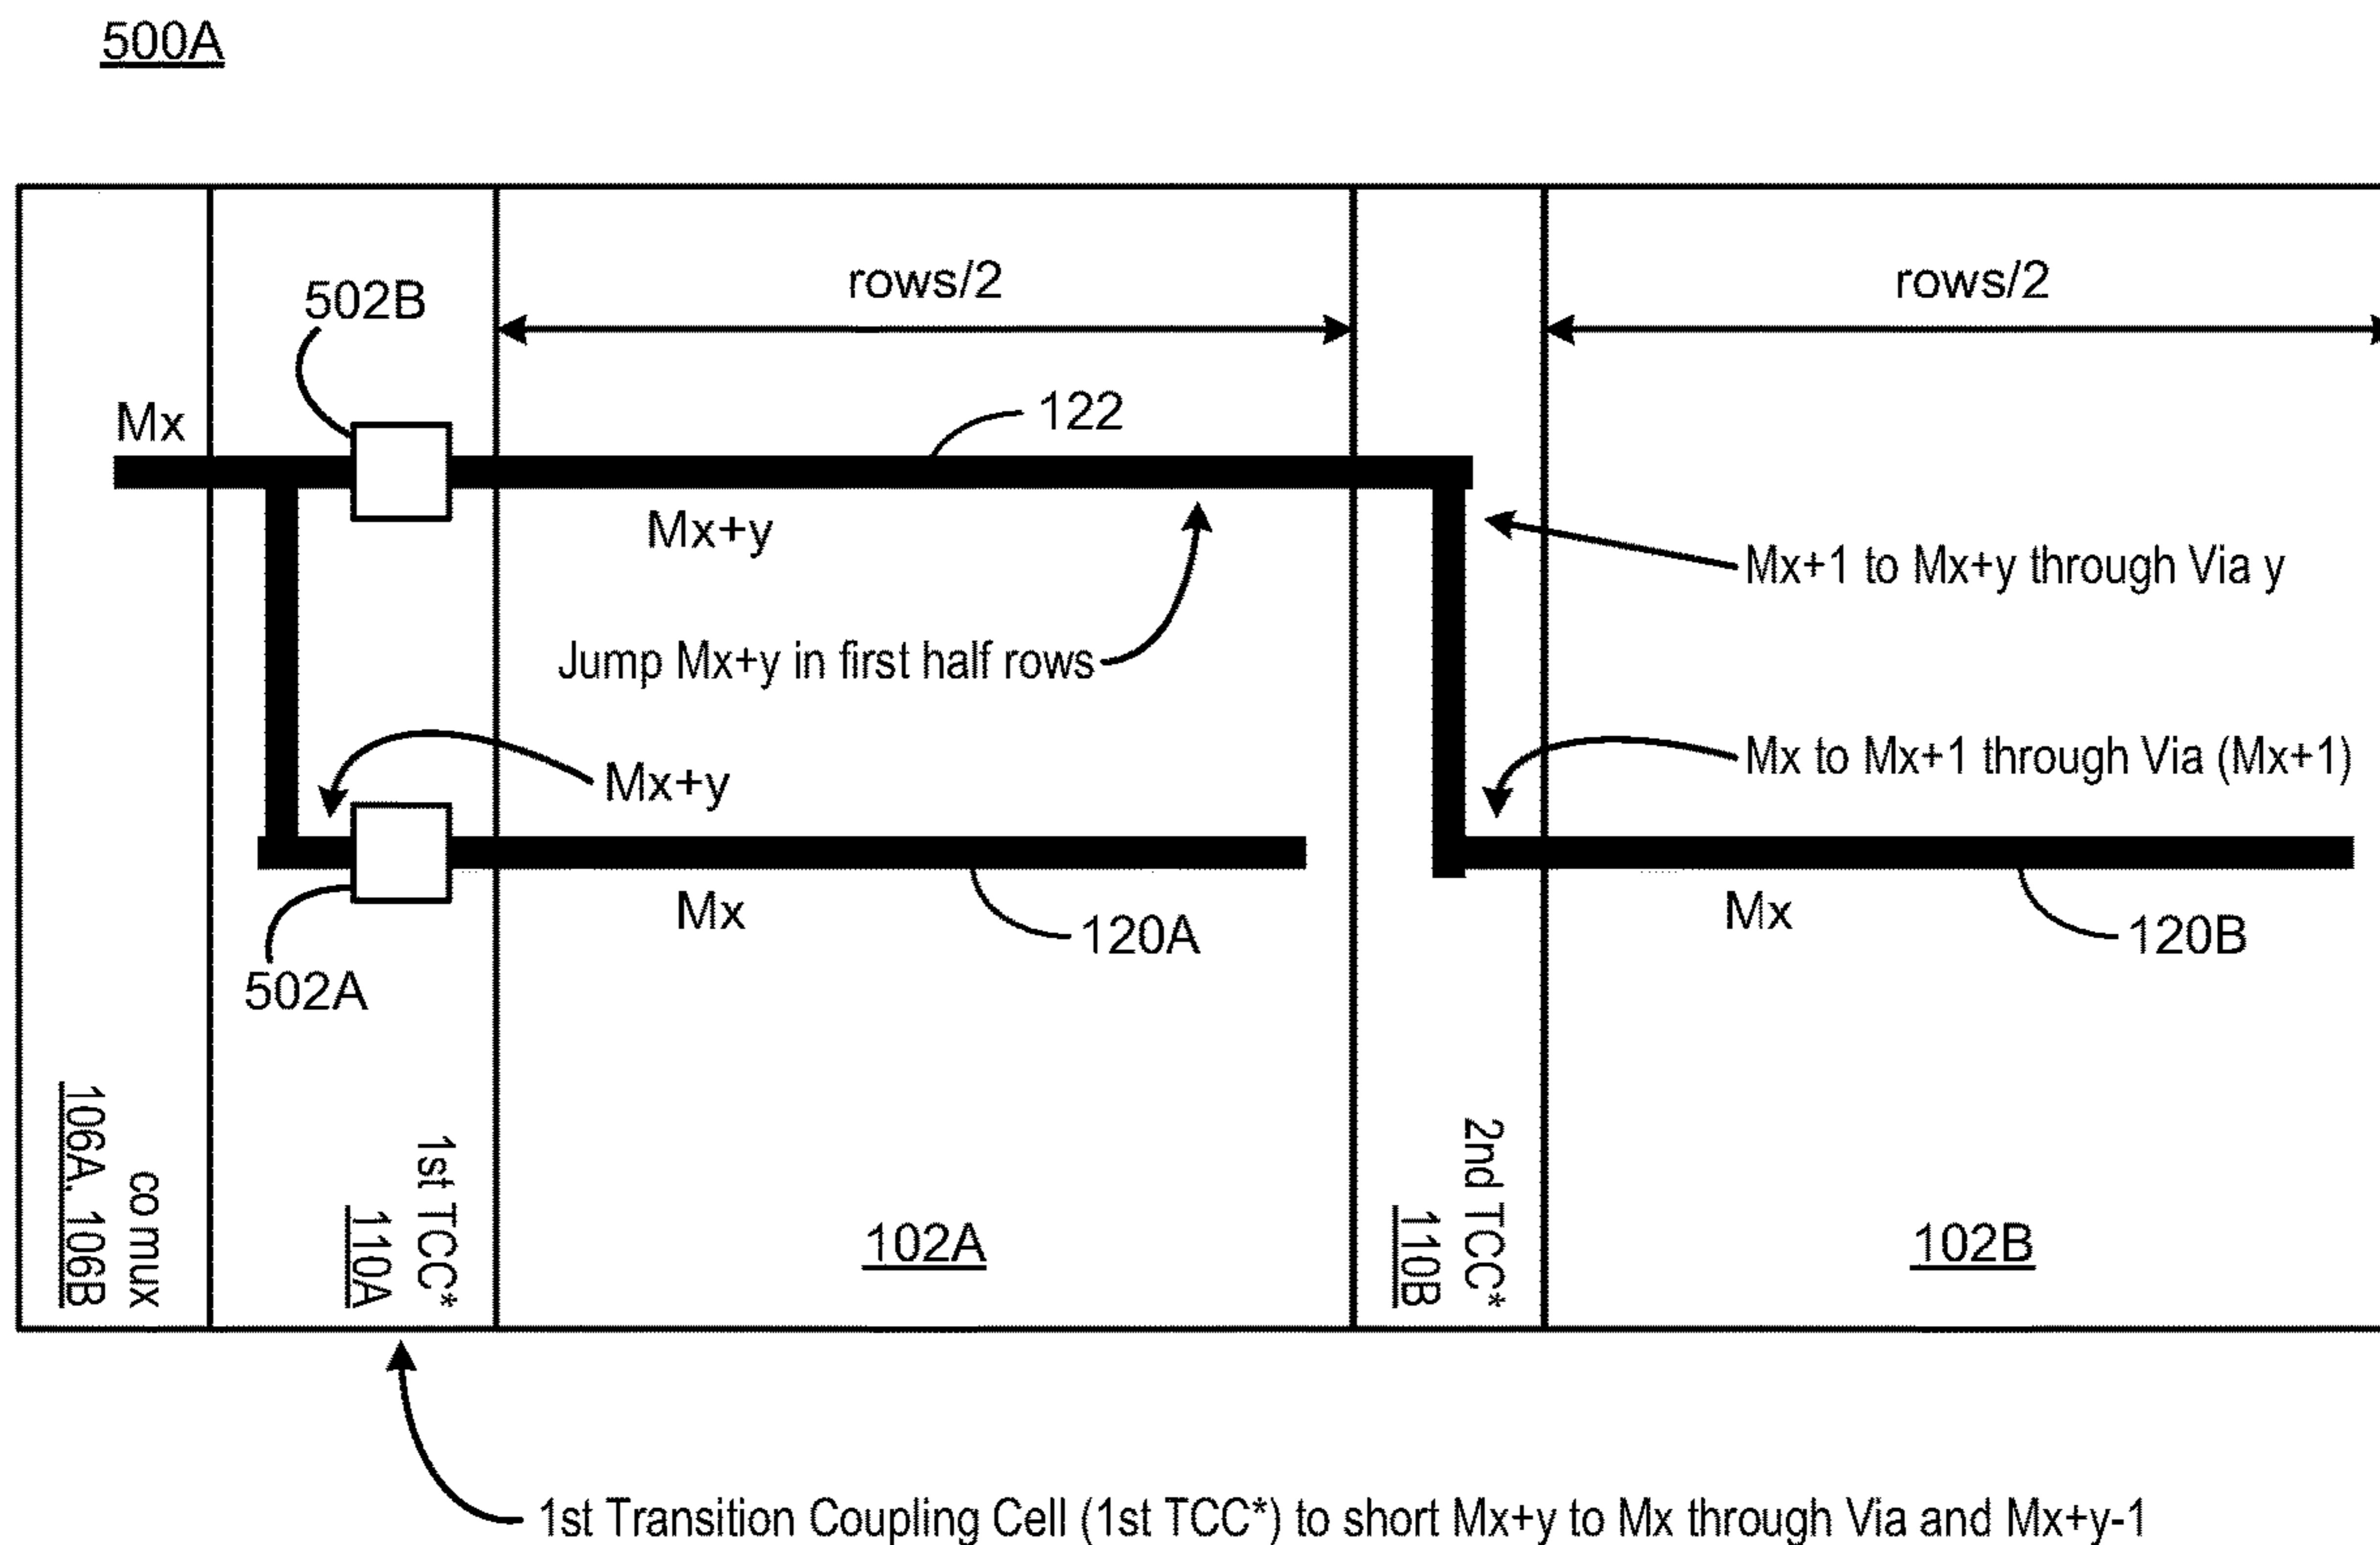 500A
rows/2
rows/2
502B
Mx
122
Mx+y
Mx+1 to Mx+y through Via y
Jump Mx+y in first half rows
Mx+y
Mx to Mx+1 through Via (Mx+1)
Mx
120A
Mx
120B
502A
comux
106A, 106B
1st TCC*
110A
102A
2nd TCC*
110B
102B
1st Transition Coupling Cell (1st TCC*) to short Mx+y to Mx through Via and Mx+y-1